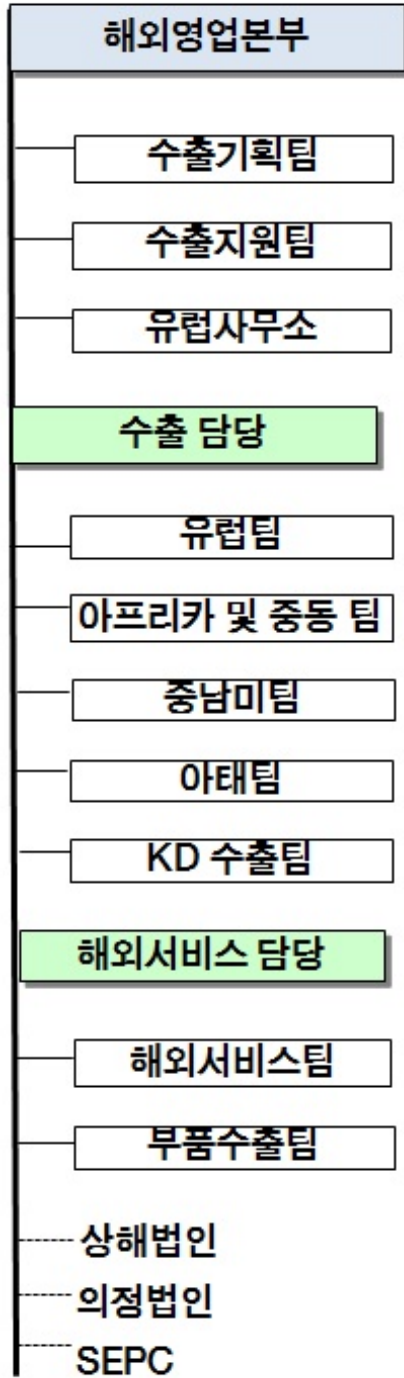 해외영업본부
수출기획팀
수출지원팀
유럽사무소
수출 담당
유럽팀
아프리카 및 중동 팀
중남미팀
아태팀
KD 수출팀
해외서비스 담당
해외서비스팀
부품수출팀
상해법인
의정법인
SEPC